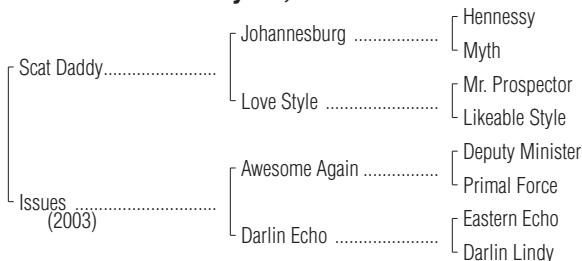 Hennessy
Johannesburg ..................
Myth
Scat Daddy........................
Mr. Prospector
Love Style ........................
Likeable Style
Deputy Minister
Awesome Again ................
Primal Force
Issues ..............................
(2003)
Eastern Echo
Darlin Echo ......................
Darlin Lindy